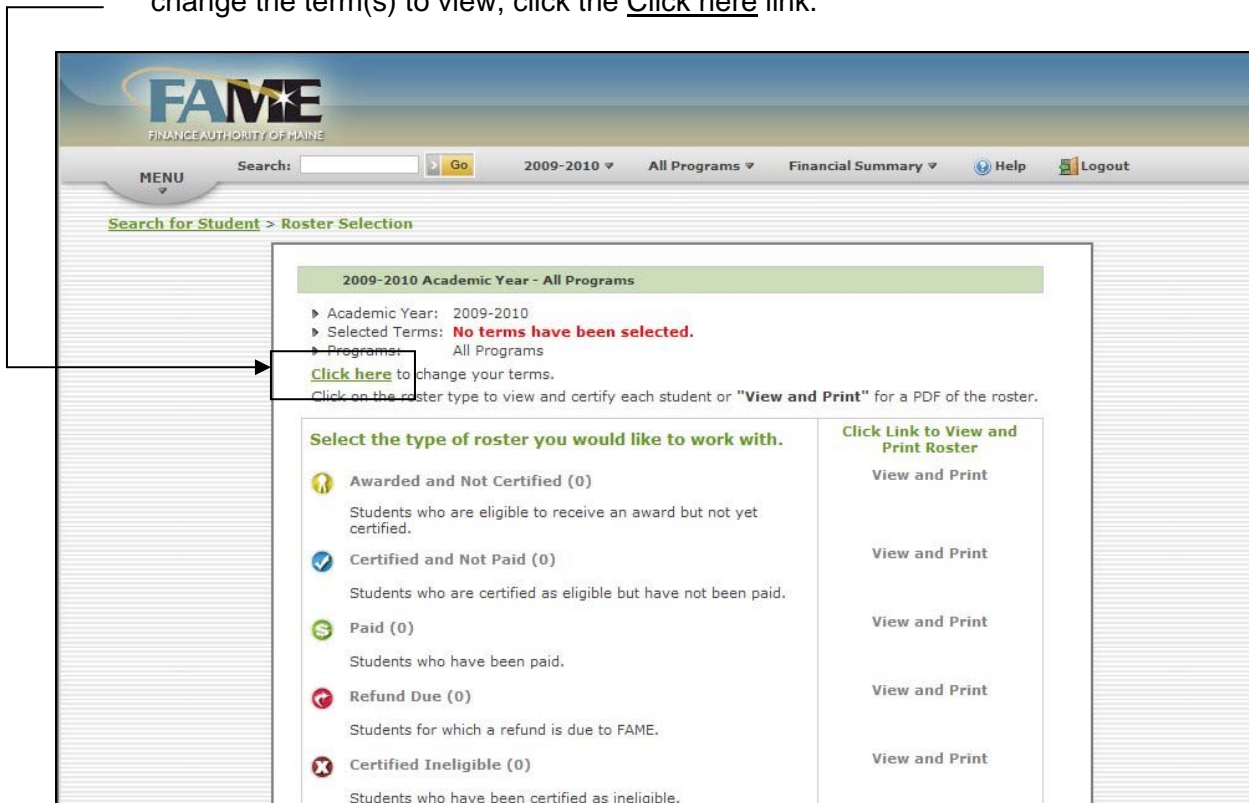 change the term(s) to view, click the Click here link.
FAME
FINANCE AUTHORITY OF MAINE
MENU
Search:
Go
2009-2010
All Programs
Financial Summary
Help
Logout
Search for Student > Roster Selection
2009-2010 Academic Year - All Programs
Academic Year: 2009-2010
Selected Terms: No terms have been selected.
Programs: All Programs
Click here to change your terms.
Click on the roster type to view and certify each student or "View and Print" for a PDF of the roster.
Select the type of roster you would like to work with.
Click Link to View and
Print Roster
Awarded and Not Certified (0)
View and Print
Students who are eligible to receive an award but not yet
certified.
Certified and Not Paid (0)
View and Print
Students who are certified as eligible but have not been paid.
Paid (0)
View and Print
Students who have been paid.
Refund Due (0)
View and Print
Students for which a refund is due to FAME.
Certified Ineligible (0)
View and Print
Students who have been certified as ineligible.